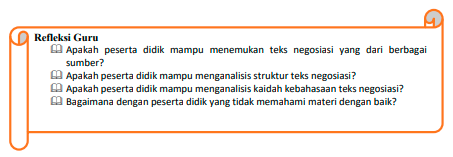 Refleksi Guru
Apakah peserta didik mampu menemukan teks negosiasi yang dari berbagai
sumber?
Apakah peserta didik mampu menganalisis struktur teks negosiasi?
Apakah peserta didik mampu menganalisis kaidah kebahasaan teks negosiasi?
Bagaimana dengan peserta didik yang tidak memahami materi dengan baik?